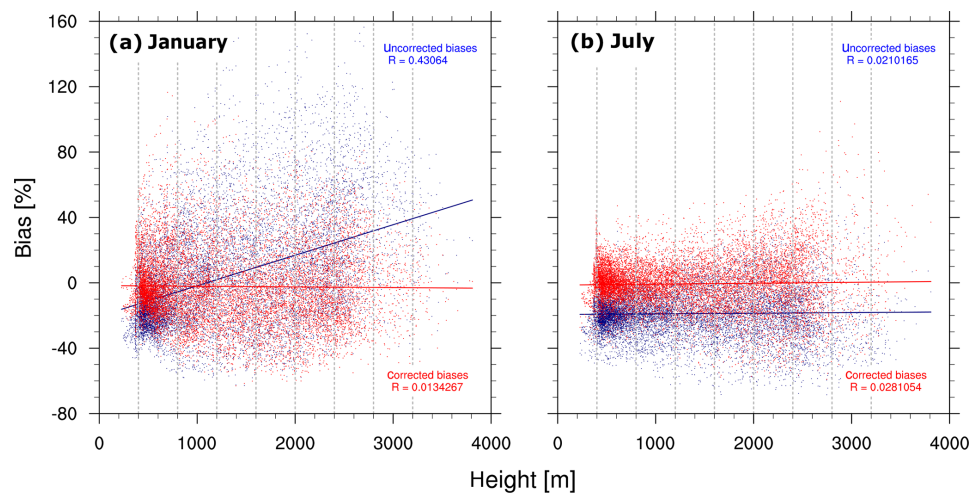 (a) January
(b) July
Uncorrected biases
R = 0.43064
Uncorrected biases
R = 0.0210165
Corrected biases
R = 0.0134267
Corrected biases
R = 0.0281054
160
120
80
40
0
-40
-80
Bias [%]
0 1000 2000 3000 4000
0 1000 2000 3000 4000
Height [m]